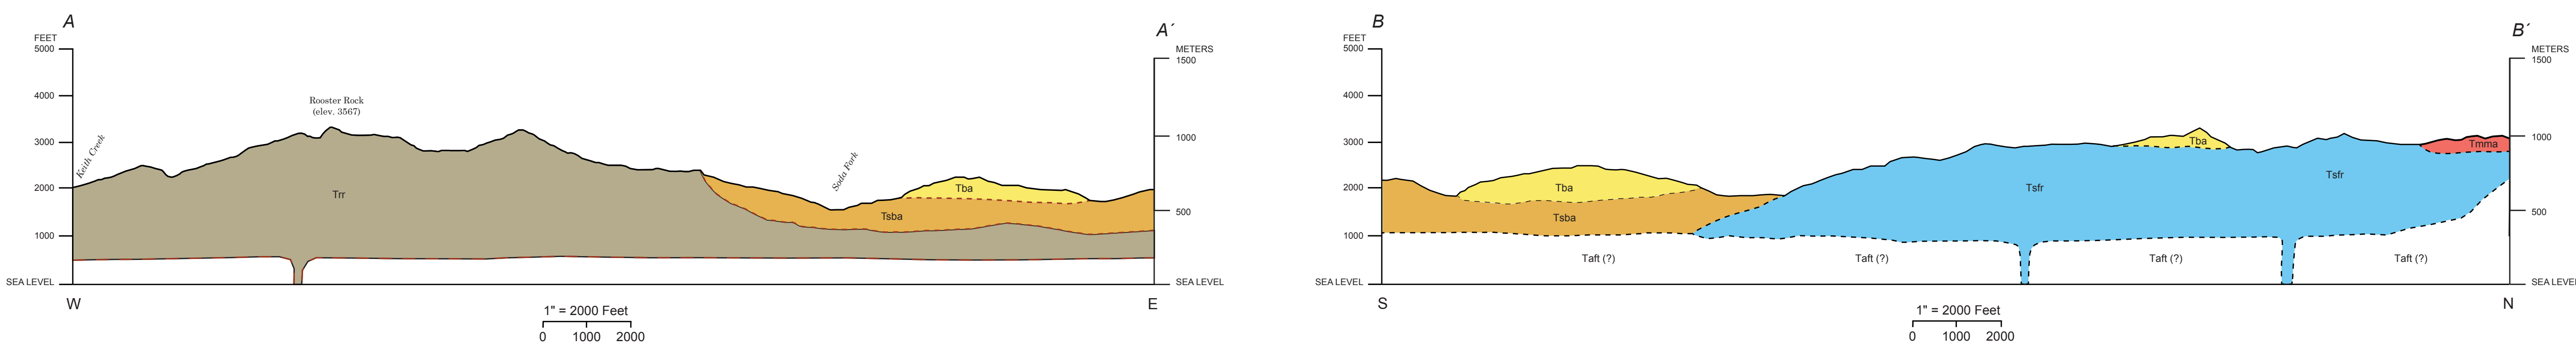 A
A´
FEET
5000
4000
3000
2000
1000
SEA LEVEL
METERS
1500
1000
500
SEA LEVEL
Keith Creek
Rooster Rock
(elev. 3567)
Soda Fork
Trr
Tsba
Tba
W
E
1" = 2000 Feet
0 1000 2000
B
B´
FEET
5000
4000
3000
2000
1000
SEA LEVEL
METERS
1500
1000
500
SEA LEVEL
Tba
Tsba
Tba
Tmma
Tsfr
Tsfr
Taft (?)
Taft (?)
Taft (?)
Taft (?)
S
N
1" = 2000 Feet
0 1000 2000